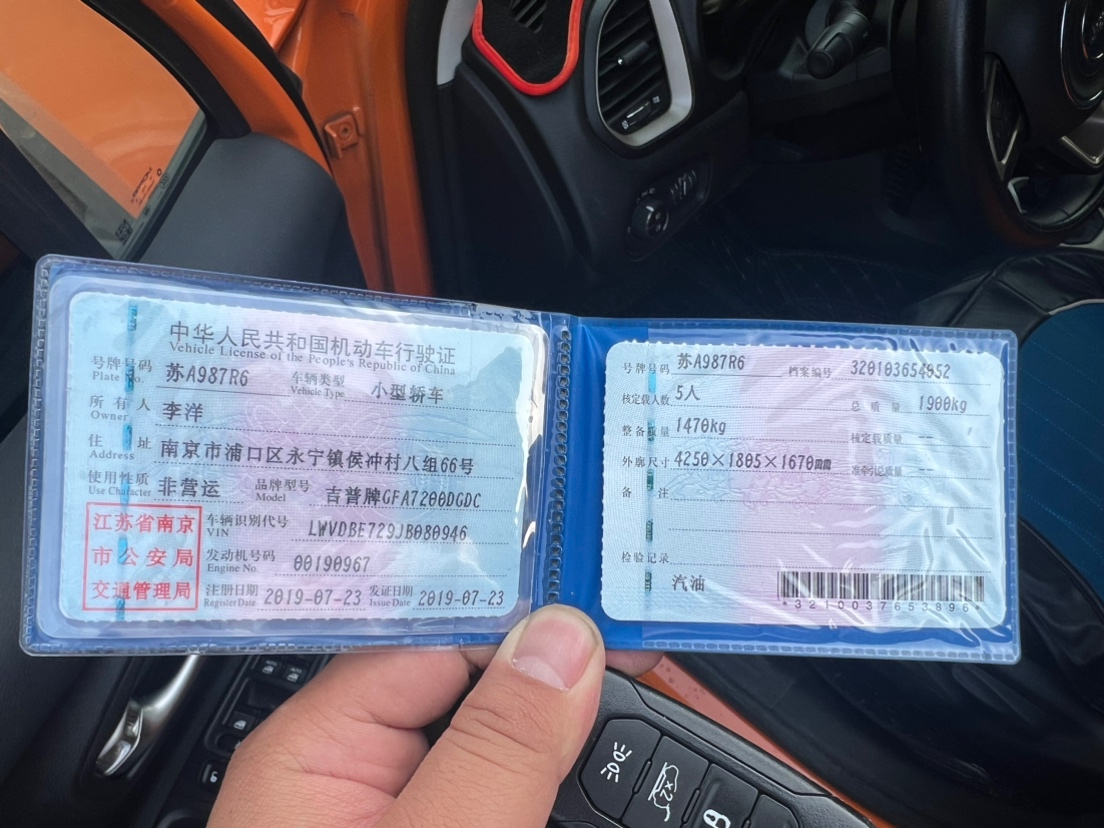 中华人民共和国机动车行驶证
Vehicle License of the People's Republic of China
号牌号码 苏A987R6 车辆类型 小型轿车
Plate No. Vehicle Type
所有人 李洋
Owner
住址 南京市浦口区永宁镇侯冲村八组66号
Address
使用性质 非营运 品牌型号 吉普牌GFA7200DGDC
Use Character Model
江苏省南京
市公安局
交通管理局
车辆识别代号 LWVDBE729JB080946
VIN
发动机号码 00190967
Engine No.
注册日期 2019-07-23 发证日期 2019-07-23
Register Date Issue Date
号牌号码 苏A987R6 档案编号 320103654052
核定载人数 5人 总质量 1900kg
整备质量 1470kg 核定载质量 --
外廓尺寸 4250×1805×1670mm 准牵引总质量 --
备注
检验记录
汽油
*3210037653896*
x2